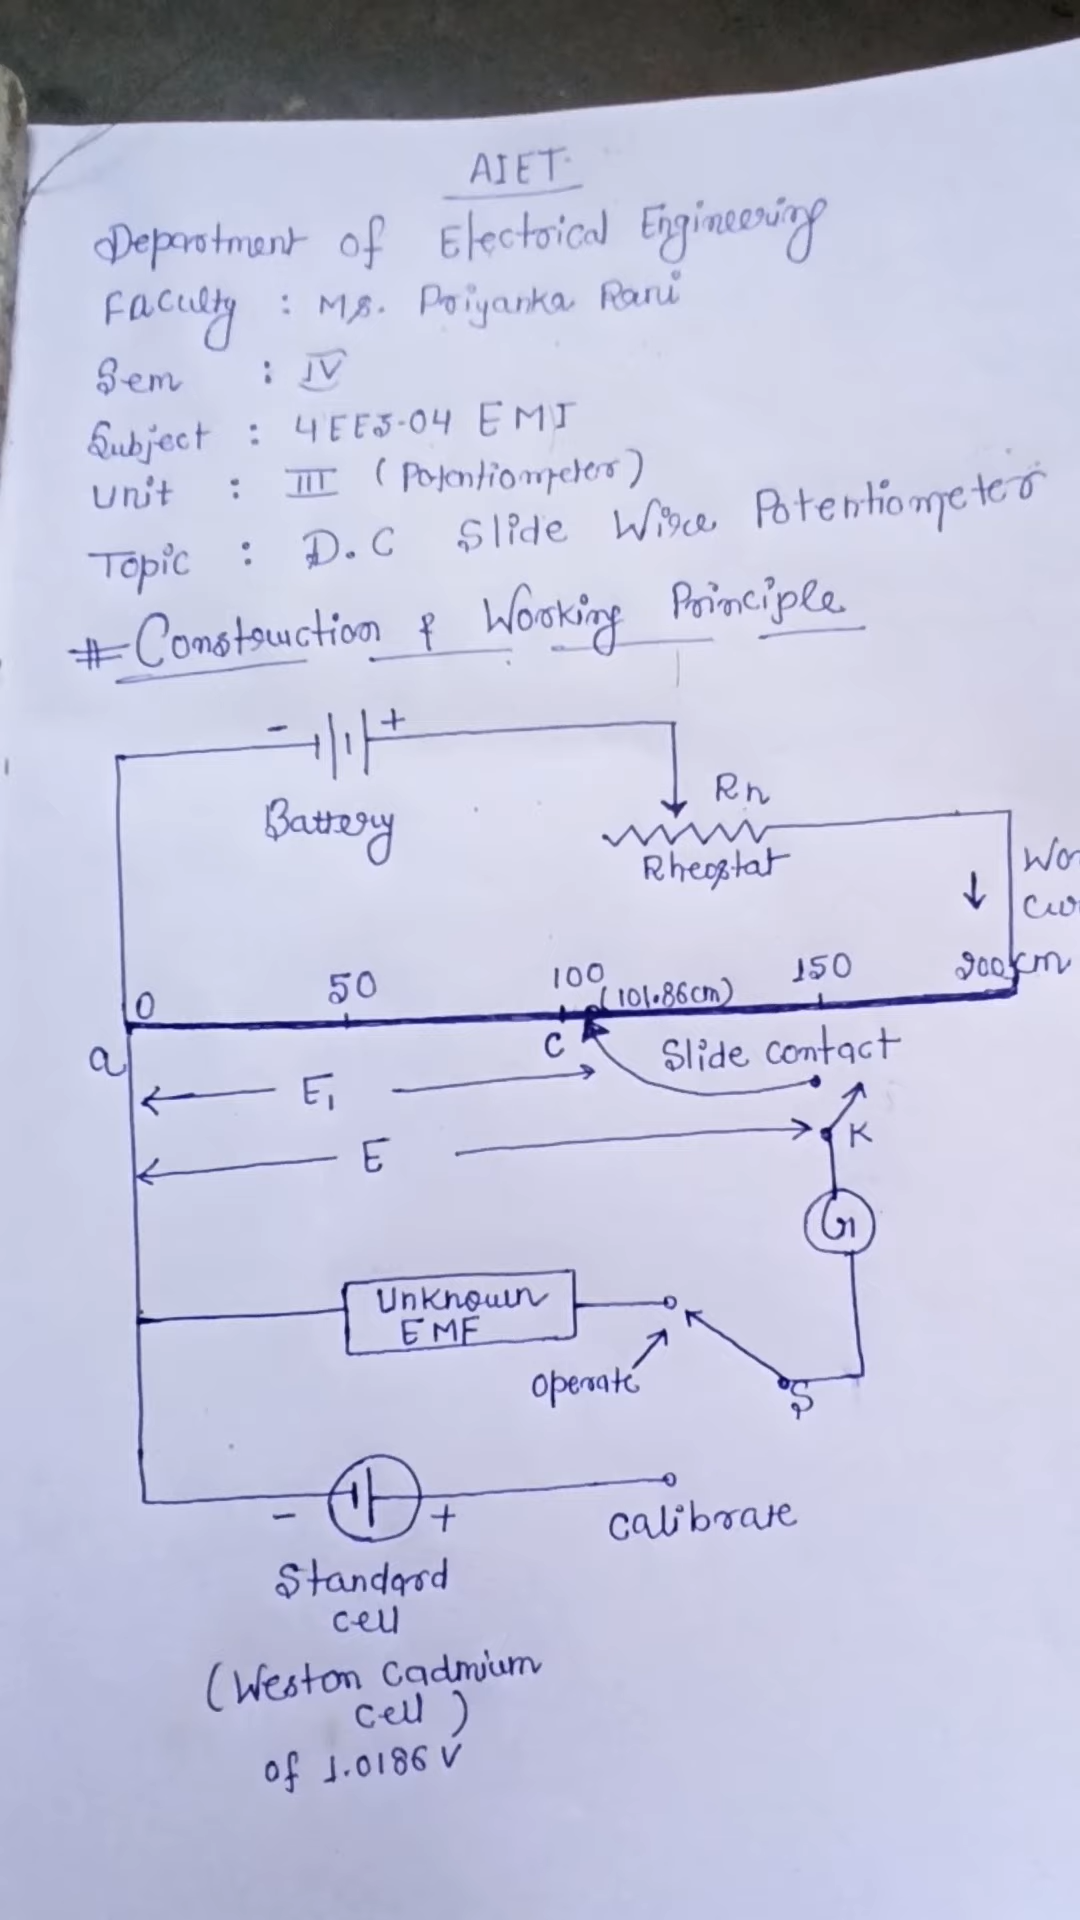 AIET.
Department of Electrical Engineering
Faculty : Ms. Priyanka Rani
Sem : IV
Subject : 4EE3-04 EMI
Unit : III (Potentiometer)
Topic : D.C Slide Wire Potentiometer
# Construction & Working Principle
- +
Battery
Rh
Rheostat
0 50 100 (101.86cm) 150 200 cm
a
C
Slide contact
E1
E
K
G
Unknown
EMF
operate
S
- +
calibrate
Standard
cell
(Weston Cadmium
cell)
of 1.0186 V